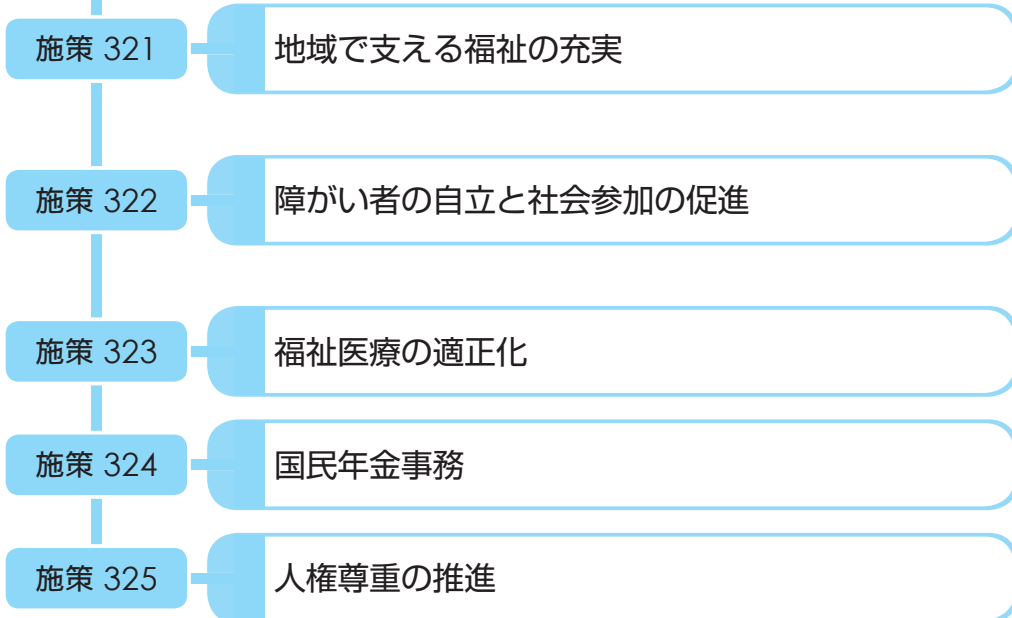 施策 321 地域で支える福祉の充実
施策 322 障がい者の自立と社会参加の促進
施策 323 福祉医療の適正化
施策 324 国民年金事務
施策 325 人権尊重の推進